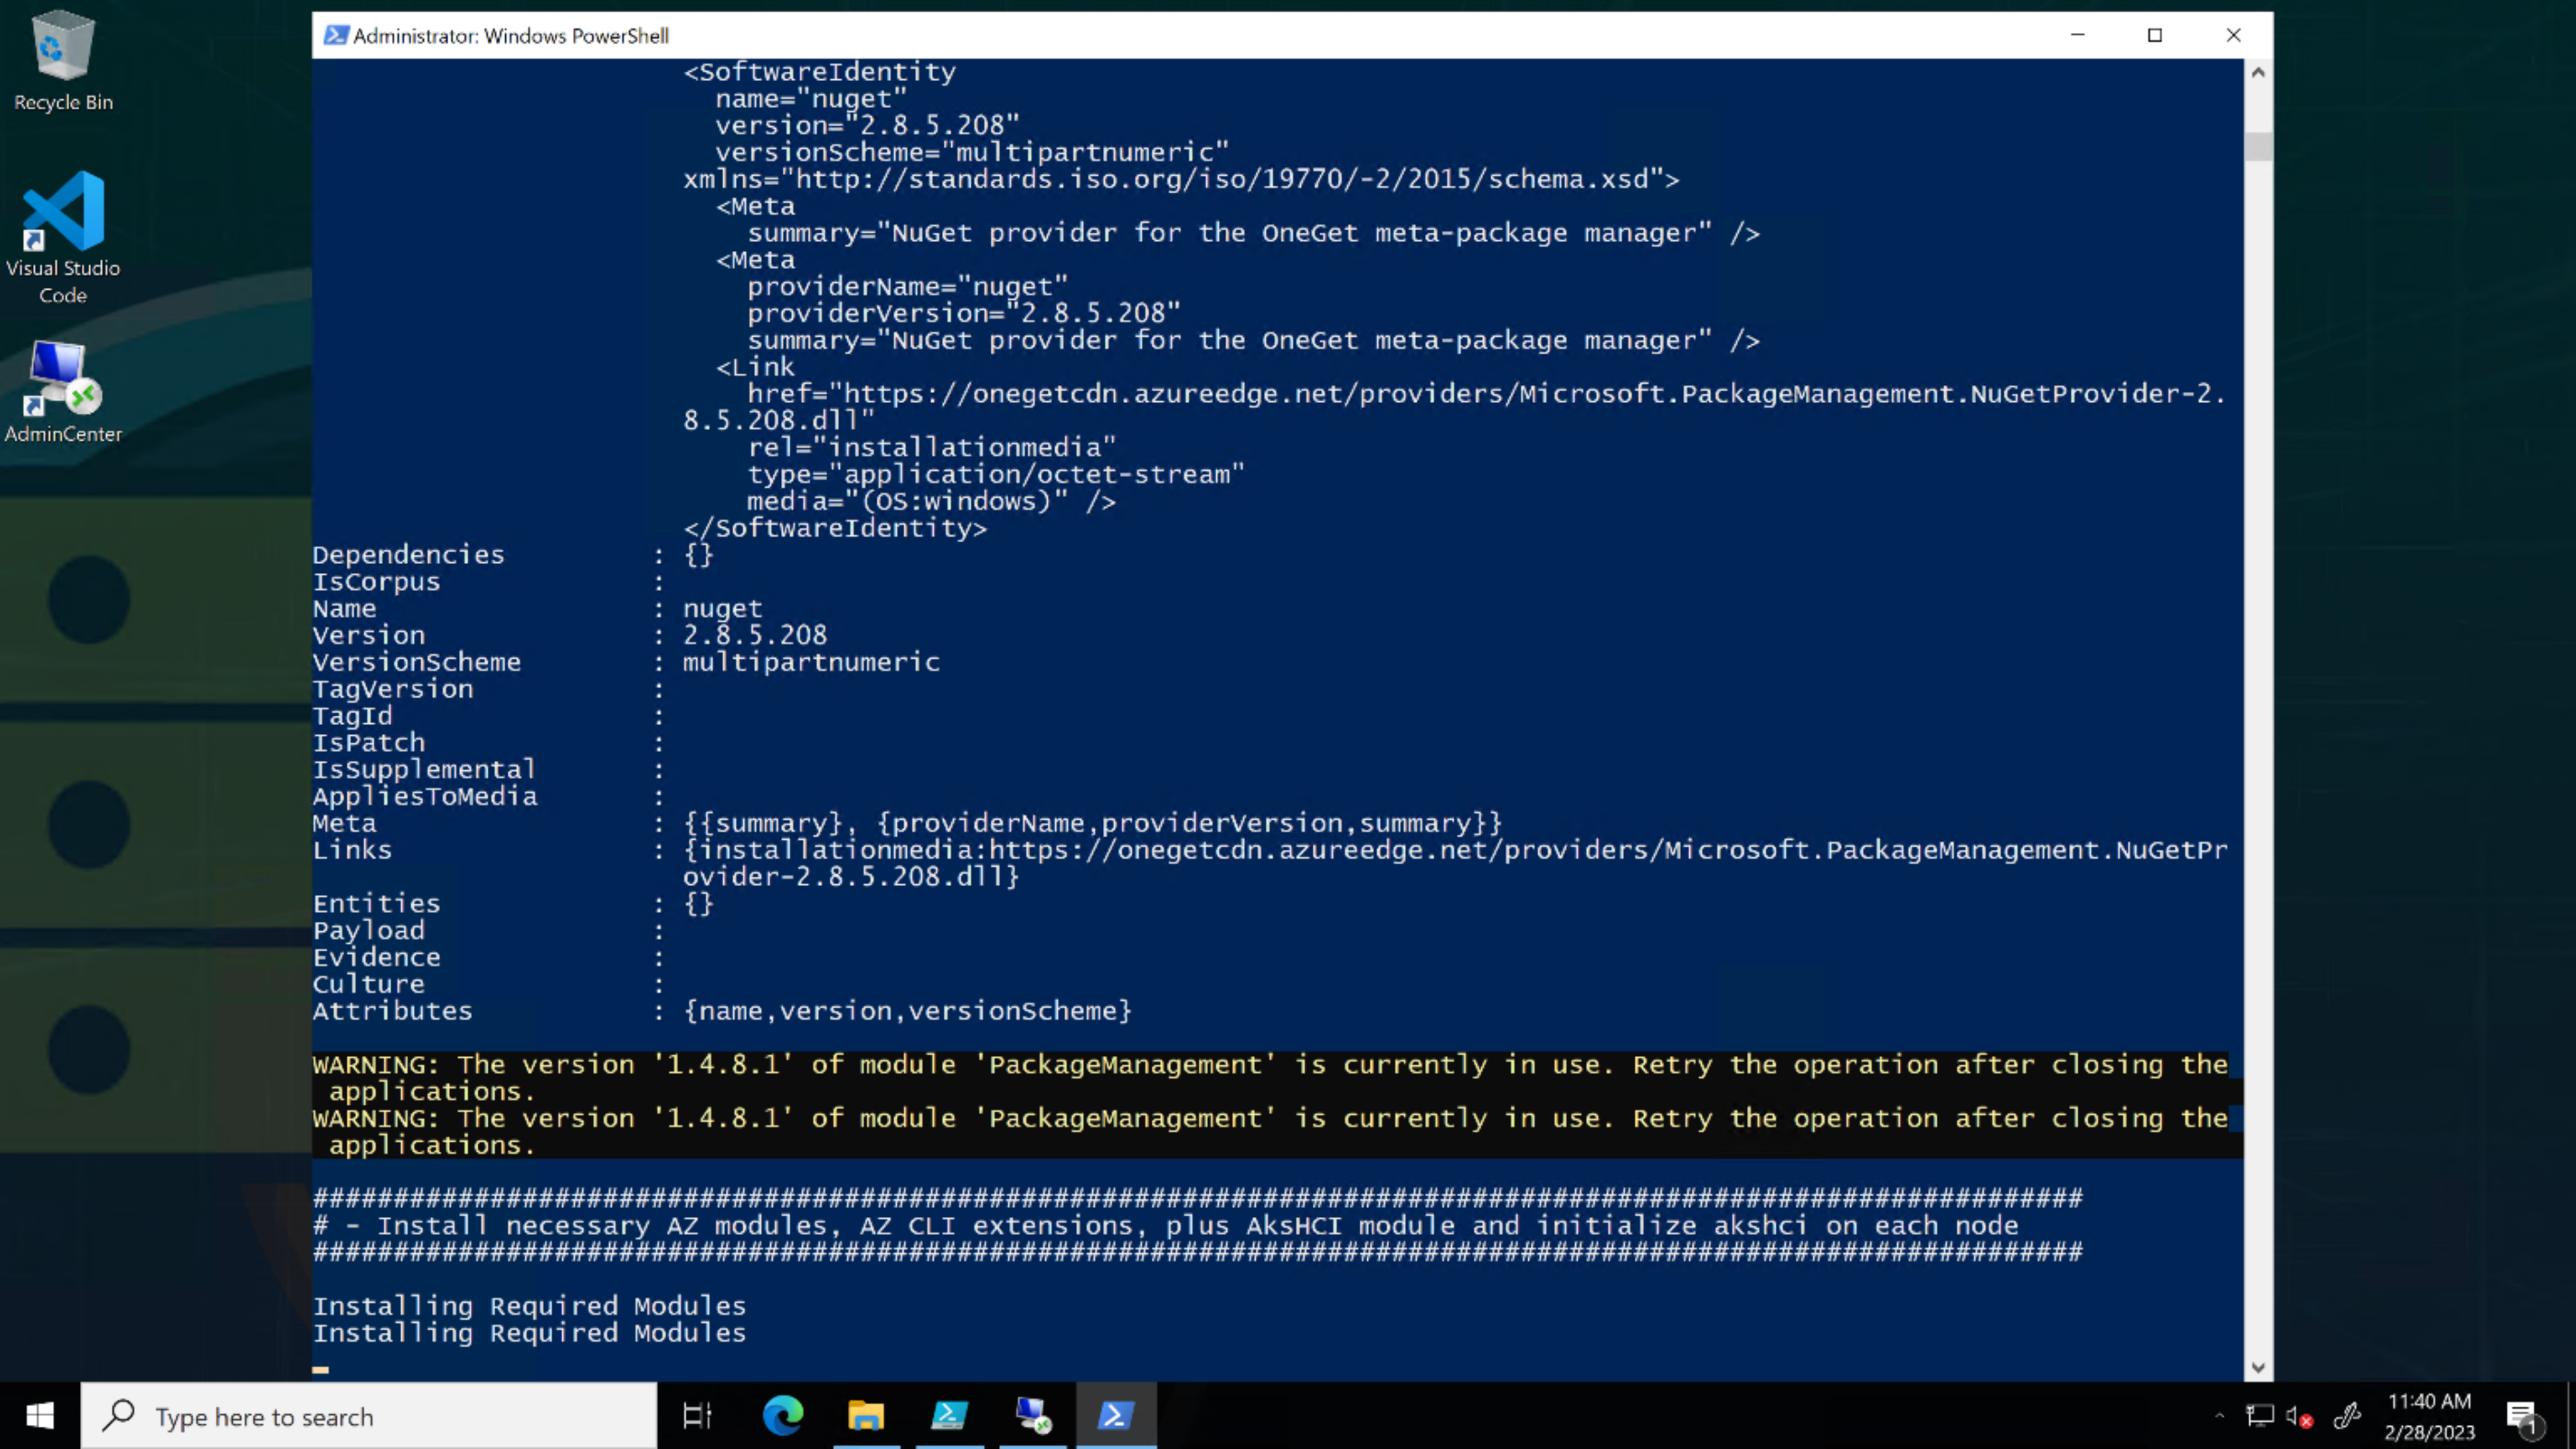 Recycle Bin
Visual Studio
Code
AdminCenter
Administrator: Windows PowerShell
<SoftwareIdentity
name="nuget"
version="2.8.5.208"
versionScheme="multipartnumeric"
xmlns="http://standards.iso.org/iso/19770/-2/2015/schema.xsd">
<Meta
summary="NuGet provider for the OneGet meta-package manager" />
<Meta
providerName="nuget"
providerVersion="2.8.5.208"
summary="NuGet provider for the OneGet meta-package manager" />
<Link
href="https://onegetcdn.azureedge.net/providers/Microsoft.PackageManagement.NuGetProvider-2.
8.5.208.dll"
rel="installationmedia"
type="application/octet-stream"
media="(OS:windows)" />
</SoftwareIdentity>
Dependencies : {}
IsCorpus :
Name : nuget
Version : 2.8.5.208
VersionScheme : multipartnumeric
TagVersion :
TagId :
IsPatch :
IsSupplemental :
AppliesToMedia :
Meta : {{summary}, {providerName,providerVersion,summary}}
Links : {installationmedia:https://onegetcdn.azureedge.net/providers/Microsoft.PackageManagement.NuGetPr
ovider-2.8.5.208.dll}
Entities : {}
Payload :
Evidence :
Culture :
Attributes : {name,version,versionScheme}
WARNING: The version '1.4.8.1' of module 'PackageManagement' is currently in use. Retry the operation after closing the
applications.
WARNING: The version '1.4.8.1' of module 'PackageManagement' is currently in use. Retry the operation after closing the
applications.
##############################################################################################################
# - Install necessary AZ modules, AZ CLI extensions, plus AksHCI module and initialize akshci on each node
##############################################################################################################
Installing Required Modules
Installing Required Modules
Type here to search
11:40 AM
2/28/2023
1